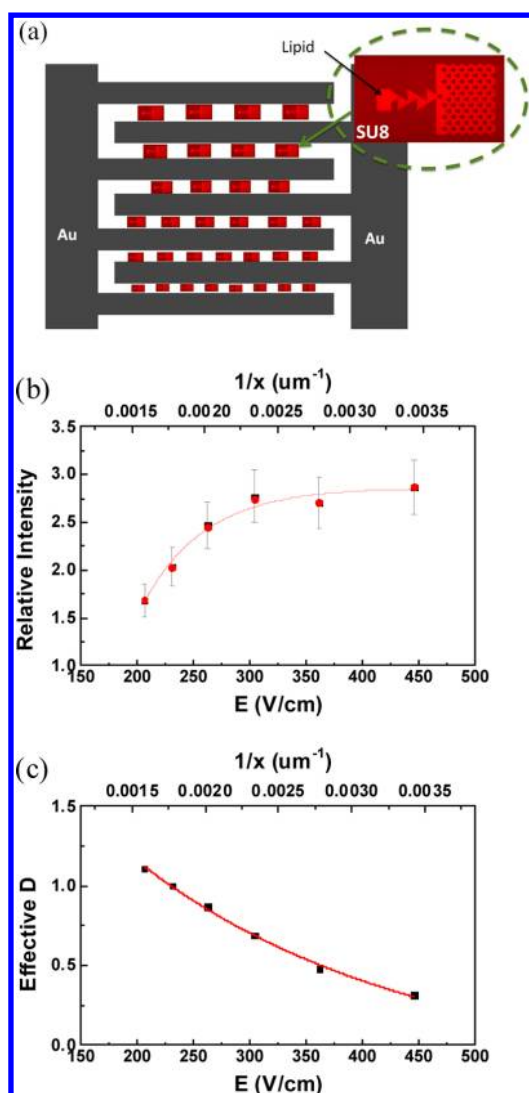 (a)
Lipid
SU8
Au
Au
(b)
1/x (um⁻¹)
0.0015 0.0020 0.0025 0.0030 0.0035
3.5
3.0
2.5
2.0
1.5
1.0
Relative Intensity
150 200 250 300 350 400 450 500
E (V/cm)
(c)
1/x (um⁻¹)
0.0015 0.0020 0.0025 0.0030 0.0035
1.5
1.0
0.5
0.0
Effective D
150 200 250 300 350 400 450 500
E (V/cm)